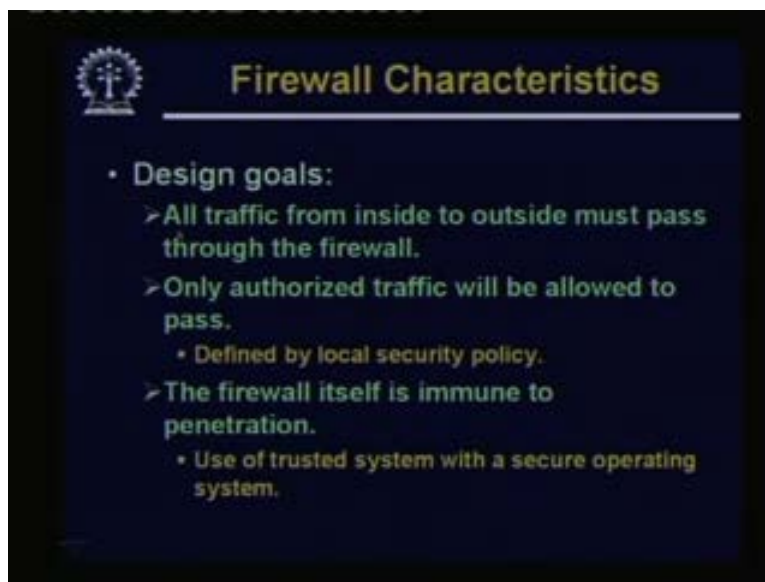 Firewall Characteristics
• Design goals:
➢All traffic from inside to outside must pass
through the firewall.
➢Only authorized traffic will be allowed to
pass.
• Defined by local security policy.
➢The firewall itself is immune to
penetration.
• Use of trusted system with a secure operating
system.